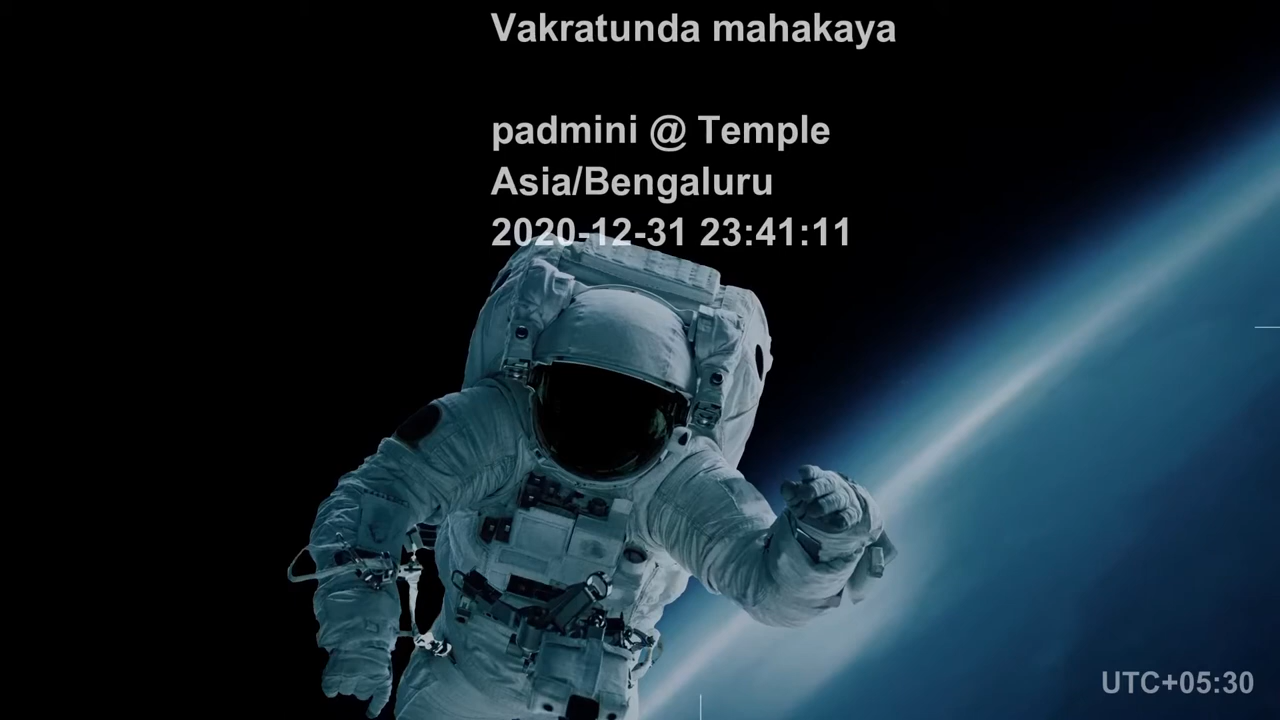 Vakratunda mahakaya
padmini @ Temple
Asia/Bengaluru
2020-12-31 23:41:11
UTC+05:30